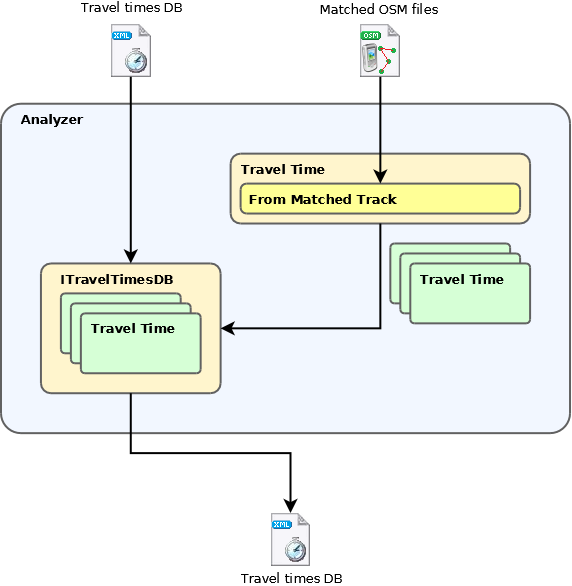 Travel times DB
Matched OSM files
XML
OSM
Analyzer
Travel Time
From Matched Track
ITravelTimesDB
Travel Time
Travel Time
XML
Travel times DB